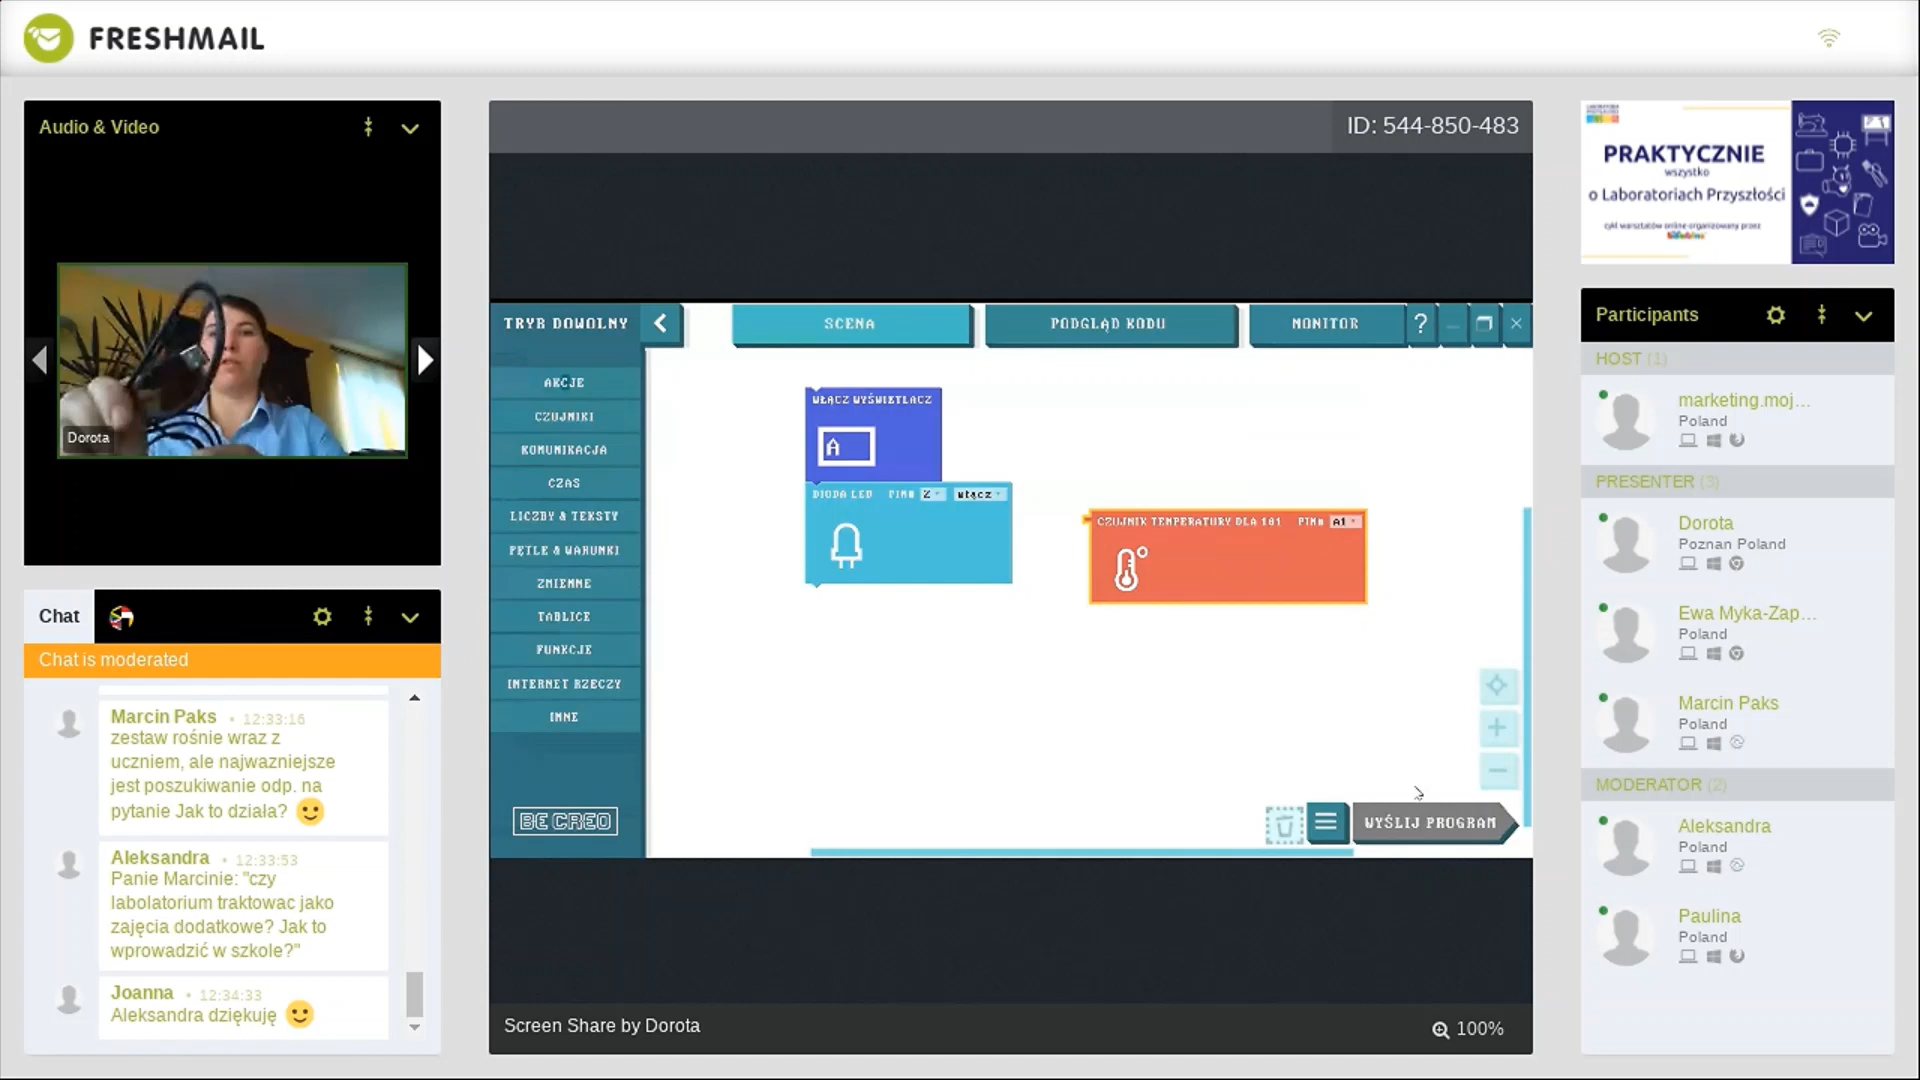 FRESHMAIL
Audio & Video
Dorota
Chat
Chat is moderated
Marcin Paks • 12:33:16
zestaw rośnie wraz z
uczniem, ale najwazniejsze
jest poszukiwanie odp. na
pytanie Jak to działa?
Aleksandra • 12:33:53
Panie Marcinie: "czy
labolatorium traktowac jako
zajęcia dodatkowe? Jak to
wprowadzić w szkole?"
Joanna • 12:34:33
Aleksandra dziękuję
ID: 544-850-483
TRYB DOWOLNY
SCENA
PODGLĄD KODU
MONITOR
?
AKCJE
CZUJNIKI
KOMUNIKACJA
CZAS
LICZBY & TEKSTY
PĘTLE & WARUNKI
ZMIENNE
TABLICE
FUNKCJE
INTERNET RZECZY
INNE
BE CREO
WŁĄCZ WYŚWIETLACZ
A
DIODA LED PIN# Z WŁĄCZ
CZUJNIK TEMPERATURY DLA 101 PIN# A1
WYŚLIJ PROGRAM
Screen Share by Dorota
100%
PRAKTYCZNIE
wszystko
o Laboratoriach Przyszłości
cykl warsztatów online organizowany przez
Participants
HOST (1)
marketing.moj...
Poland
PRESENTER (3)
Dorota
Poznan Poland
Ewa Myka-Zap...
Poland
Marcin Paks
Poland
MODERATOR (2)
Aleksandra
Poland
Paulina
Poland